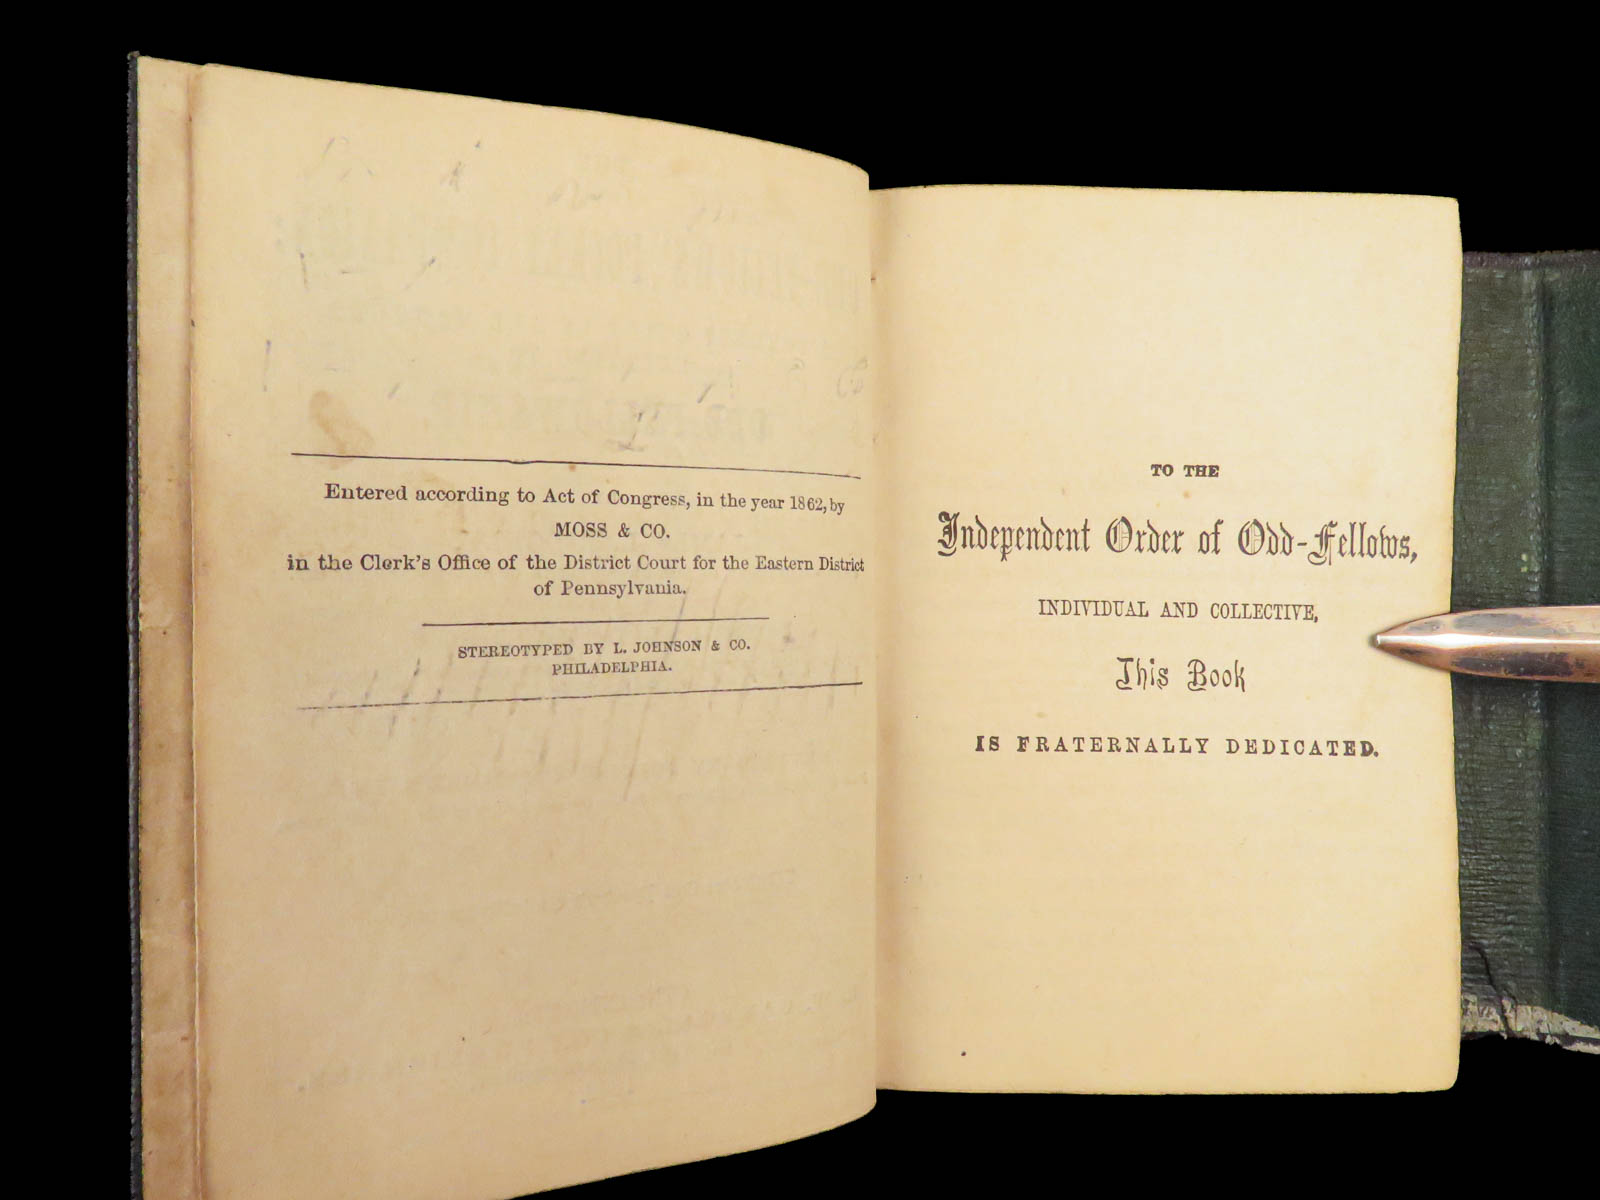 Entered according to Act of Congress, in the year 1862, by
MOSS & CO.
in the Clerk's Office of the District Court for the Eastern District
of Pennsylvania.
STEREOTYPED BY L. JOHNSON & CO.
PHILADELPHIA.
TO THE
Independent Order of Odd-Fellows,
INDIVIDUAL AND COLLECTIVE,
This Book
IS FRATERNALLY DEDICATED.